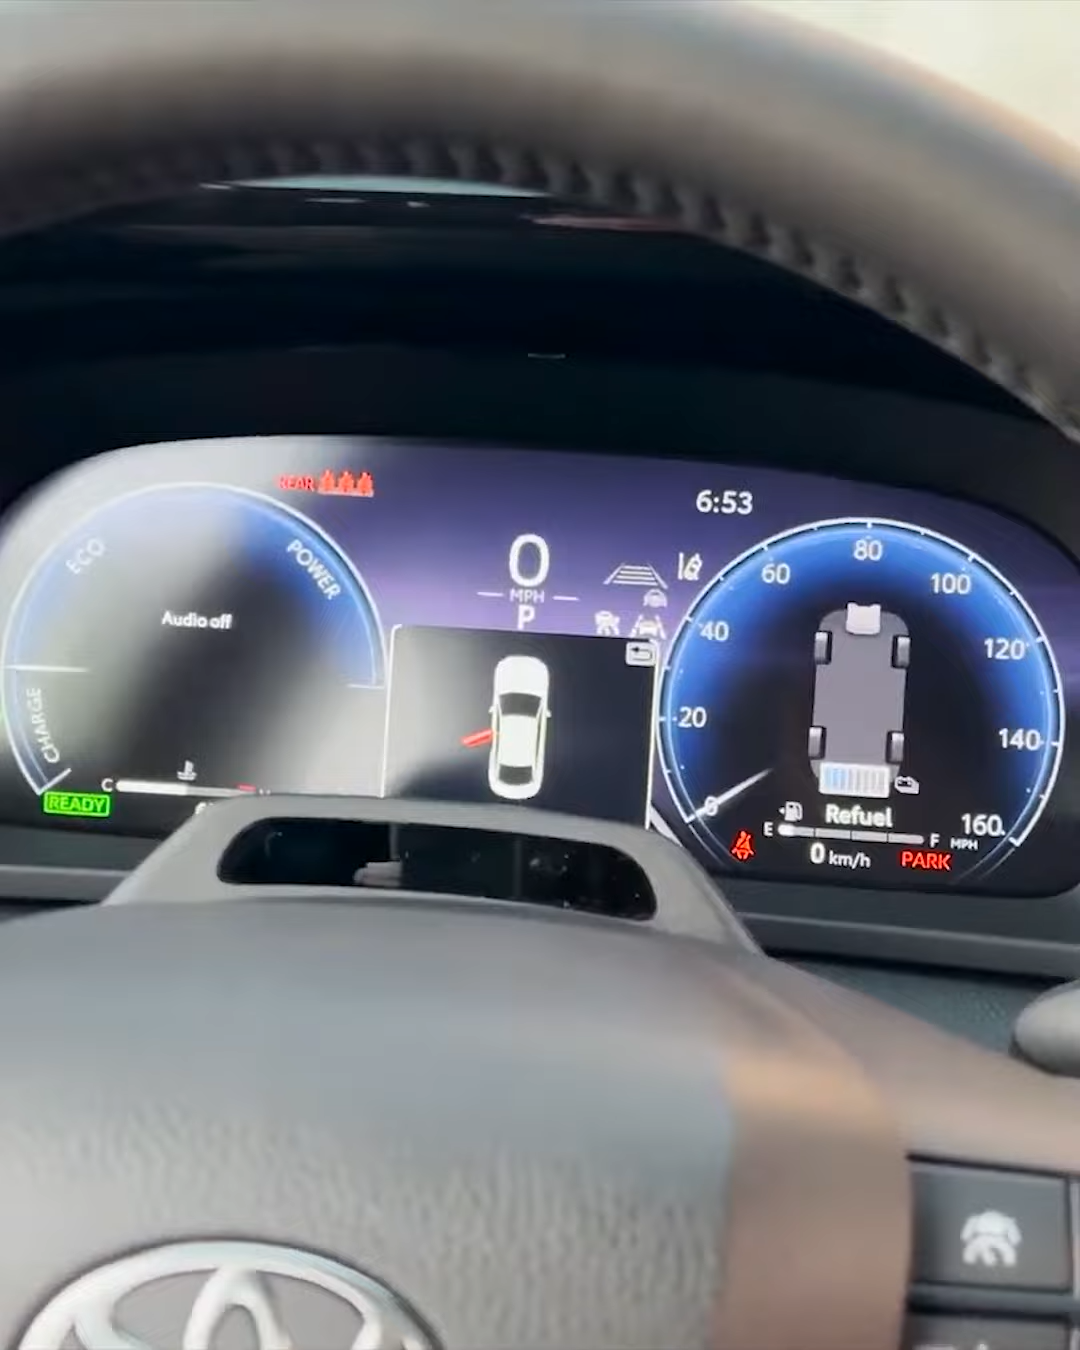 REAR
6:53
ECO
POWER
0
MPH
P
Audio off
CHARGE
C
READY
0
20
40
60
80
100
120
140
160
MPH
Refuel
E
F
0 km/h
PARK